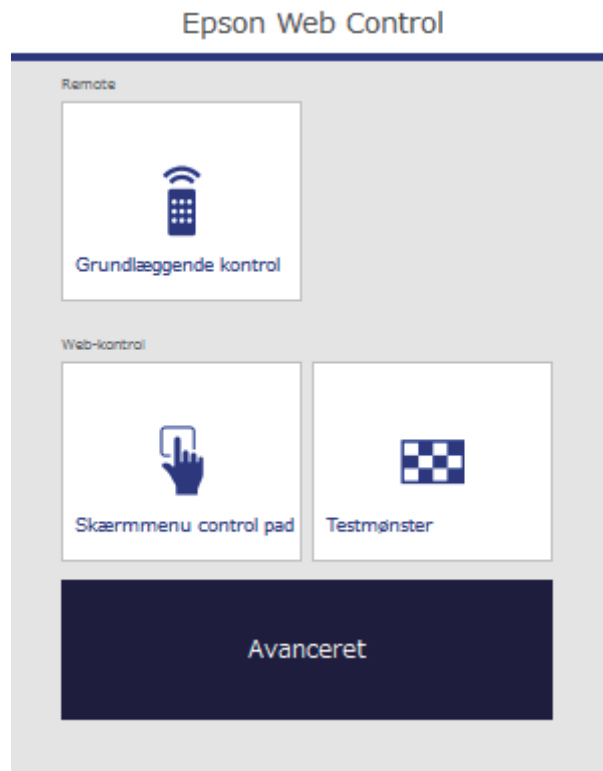 Epson Web Control
Remote
Grundlæggende kontrol
Web-kontrol
Skærmmenu control pad
Testmønster
Avanceret